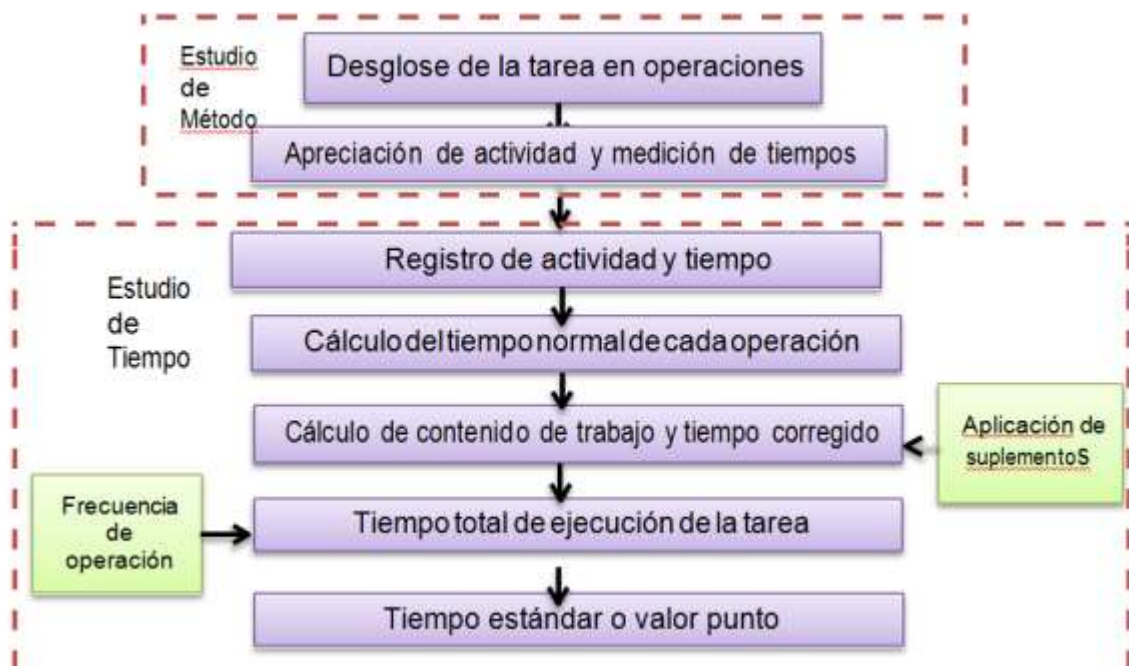 Estudio
de
Método
Desglose de la tarea en operaciones
Apreciación de actividad y medición de tiempos
Estudio
de
Tiempo
Registro de actividad y tiempo
Cálculo del tiempo normal de cada operación
Cálculo de contenido de trabajo y tiempo corregido
Aplicación de
suplementoS
Frecuencia
de
operación
Tiempo total de ejecución de la tarea
Tiempo estándar o valor punto